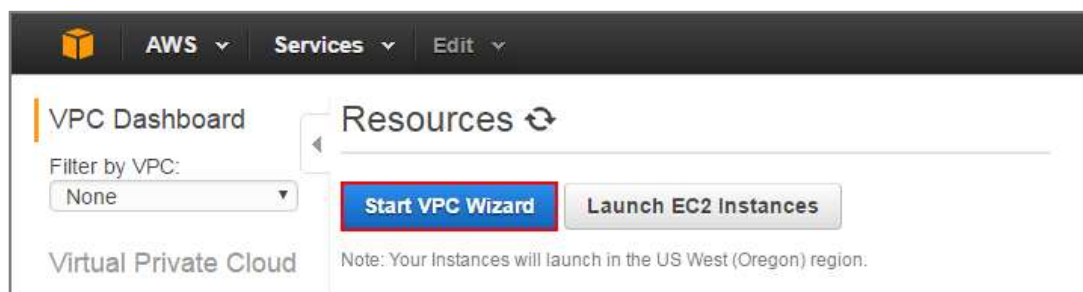 AWS Services Edit
VPC Dashboard
Filter by VPC:
None
Virtual Private Cloud
Resources
Start VPC Wizard Launch EC2 Instances
Note: Your Instances will launch in the US West (Oregon) region.